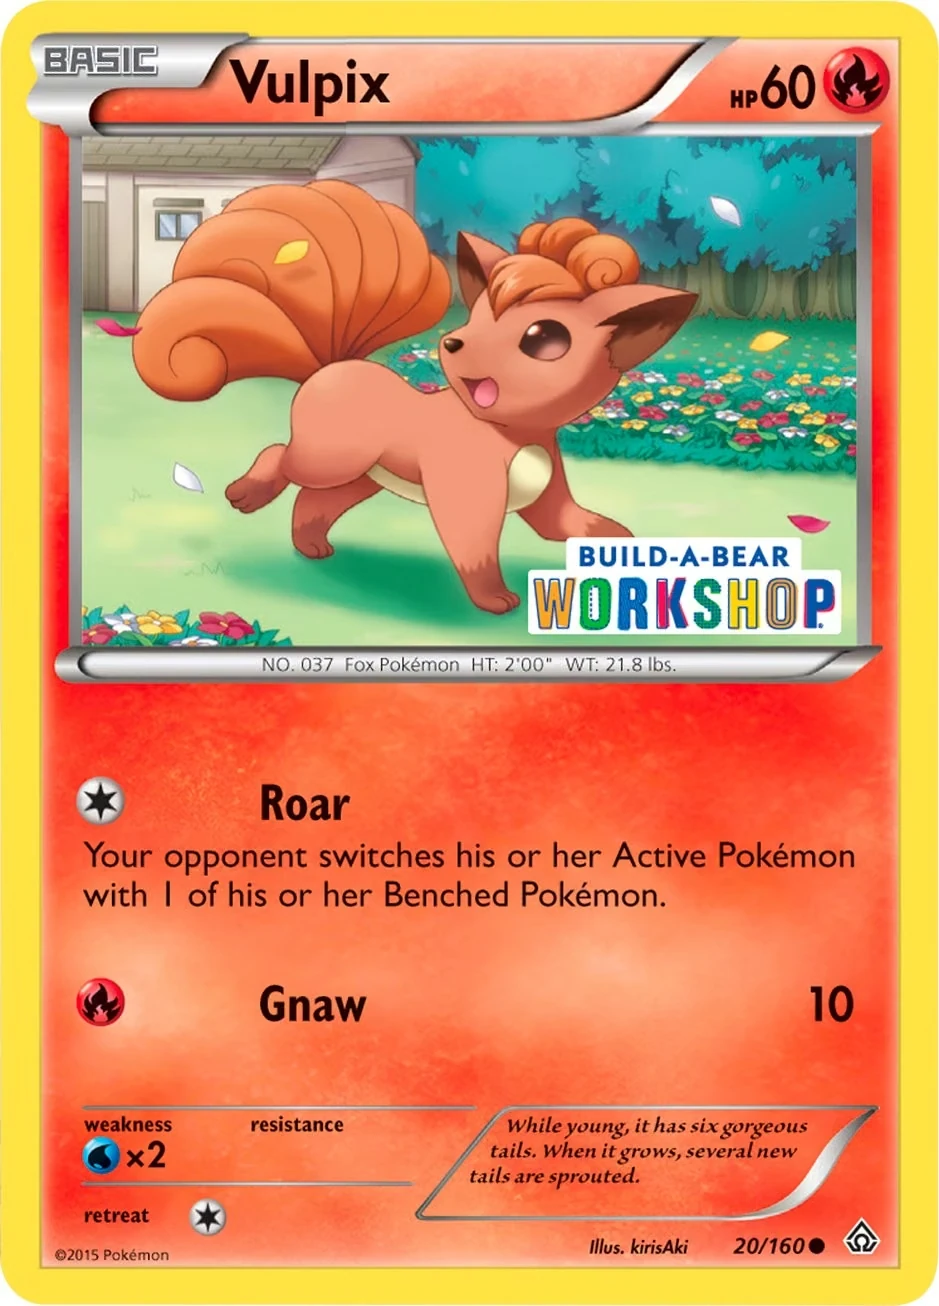 BASIC
Vulpix
HP 60
BUILD-A-BEAR
WORKSHOP
NO. 037 Fox Pokémon HT: 2'00" WT: 21.8 lbs.
Roar
Your opponent switches his or her Active Pokémon
with 1 of his or her Benched Pokémon.
Gnaw 10
weakness resistance
×2
While young, it has six gorgeous
tails. When it grows, several new
tails are sprouted.
retreat
©2015 Pokémon
Illus. kirisAki 20/160